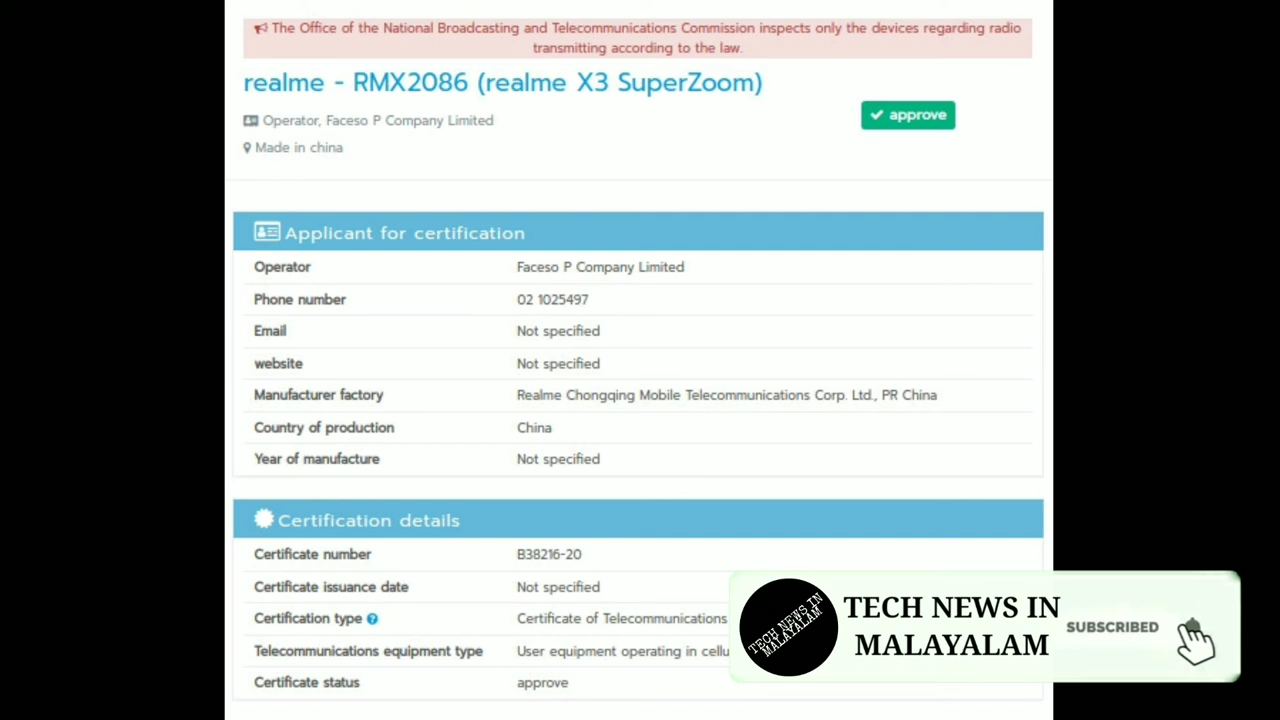 The Office of the National Broadcasting and Telecommunications Commission inspects only the devices regarding radio
transmitting according to the law.
realme - RMX2086 (realme X3 SuperZoom)
approve
Operator, Faceso P Company Limited
Made in china
Applicant for certification
Operator Faceso P Company Limited
Phone number 02 1025497
Email Not specified
website Not specified
Manufacturer factory Realme Chongqing Mobile Telecommunications Corp. Ltd., PR China
Country of production China
Year of manufacture Not specified
Certification details
Certificate number B38216-20
Certificate issuance date Not specified
Certification type ? Certificate of Telecommunications
Telecommunications equipment type User equipment operating in cellu
Certificate status approve
TECH NEWS IN
MALAYALAM
TECH NEWS IN
MALAYALAM
SUBSCRIBED